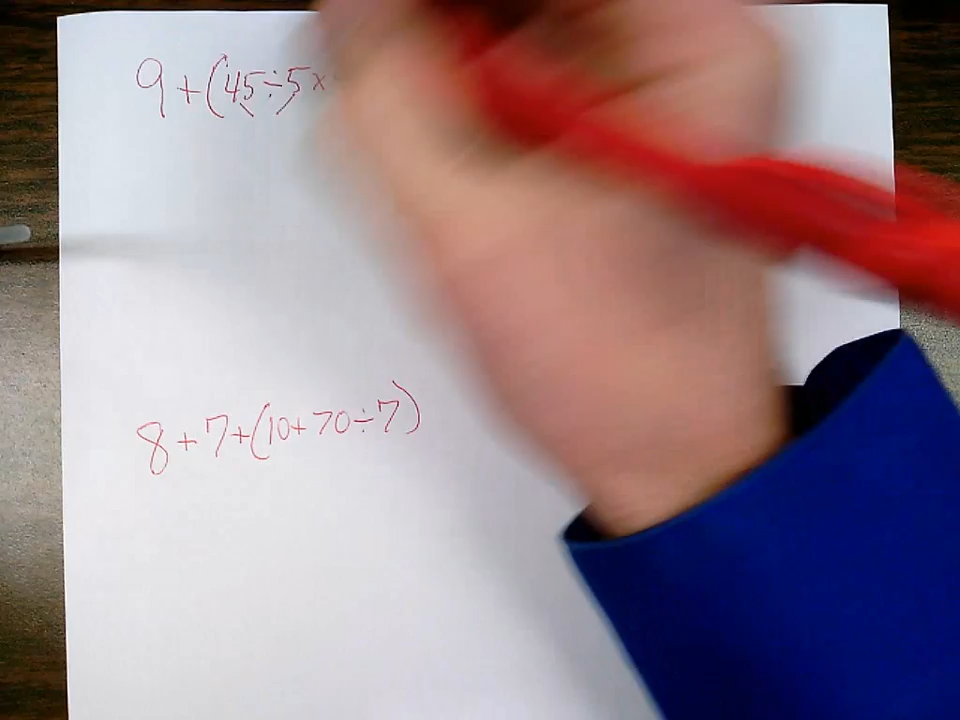 9 + (45 ÷ 5 ×
8 + 7 + (10 + 70 ÷ 7)